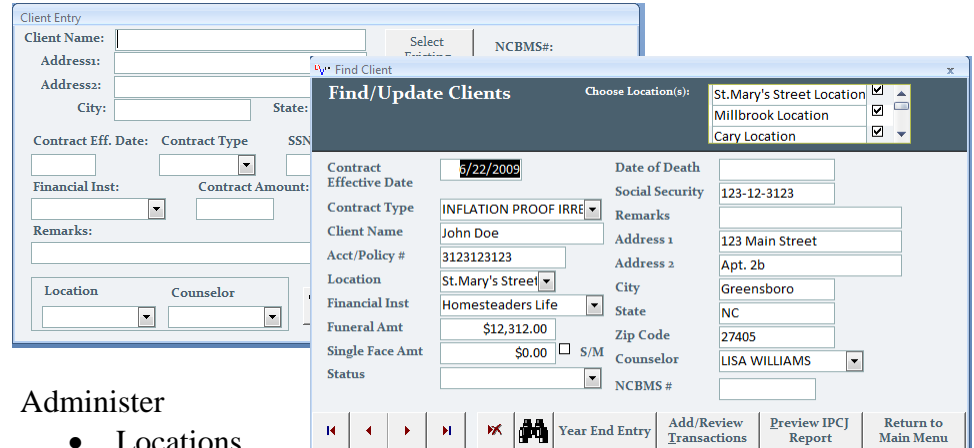 Client Entry
Client Name:
Select
NCBMS#:
Address1:
Address2:
City:
State:
Contract Eff. Date:
Contract Type
SSN
Financial Inst:
Contract Amount:
Remarks:
Location
Counselor
Find Client
x
Find/Update Clients
Choose Location(s):
St.Mary's Street Location
Millbrook Location
Cary Location
Contract
Effective Date
6/22/2009
Contract Type
INFLATION PROOF IRRE
Client Name
John Doe
Acct/Policy #
3123123123
Location
St.Mary's Street
Financial Inst
Homesteaders Life
Funeral Amt
$12,312.00
Single Face Amt
$0.00
S/M
Status
Date of Death
Social Security
123-12-3123
Remarks
Address 1
123 Main Street
Address 2
Apt. 2b
City
Greensboro
State
NC
Zip Code
27405
Counselor
LISA WILLIAMS
NCBMS #
Year End Entry
Add/Review
Transactions
Preview IPCJ
Report
Return to
Main Menu
Administer
• Locations